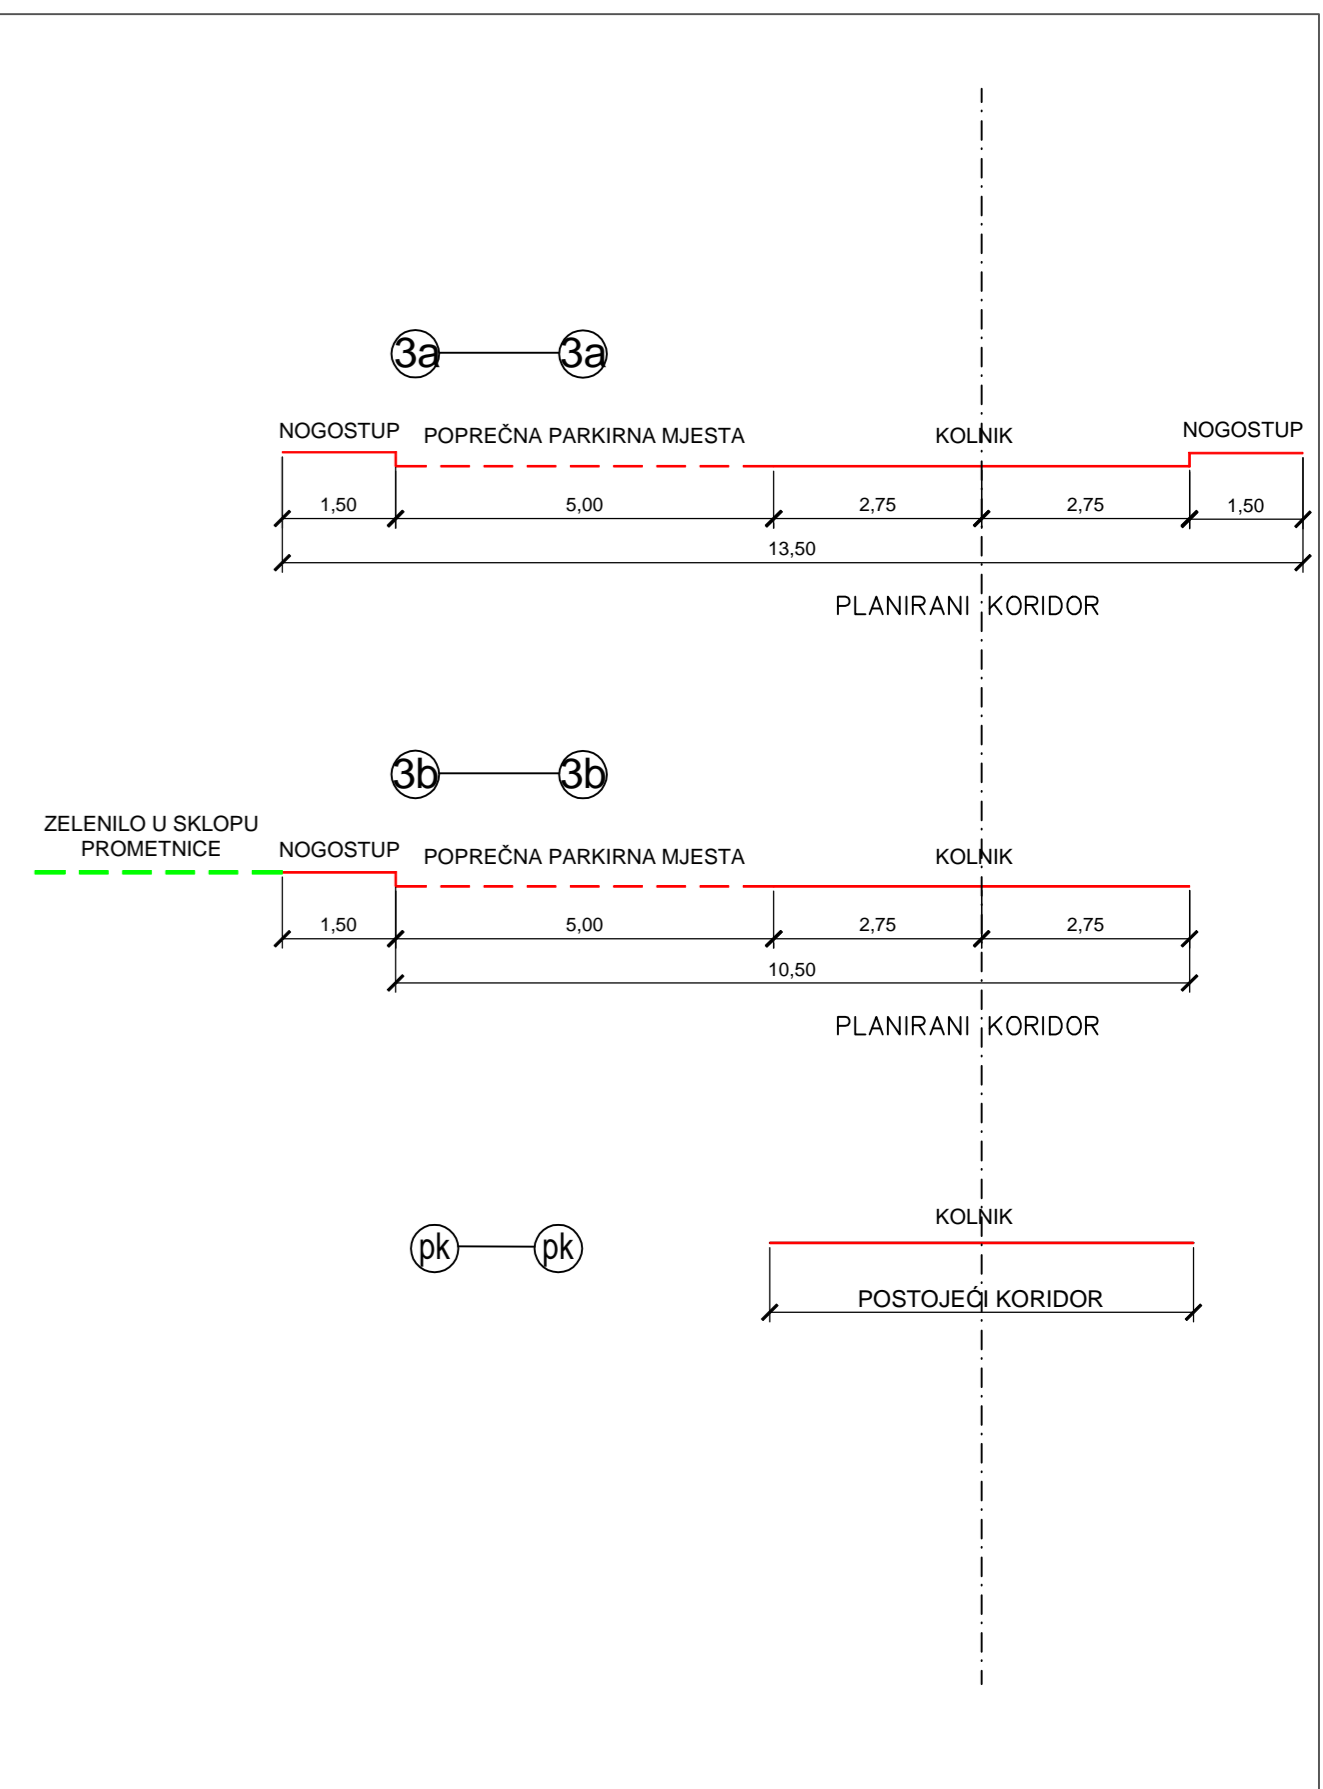 3a 3a
NOGOSTUP POPREČNA PARKIRNA MJESTA KOLNIK NOGOSTUP
1,50 5,00 2,75 2,75 1,50
13,50
PLANIRANI KORIDOR
3b 3b
ZELENILO U SKLOPU
PROMETNICE NOGOSTUP POPREČNA PARKIRNA MJESTA KOLNIK
1,50 5,00 2,75 2,75
10,50
PLANIRANI KORIDOR
KOLNIK
pk pk
POSTOJEĆI KORIDOR